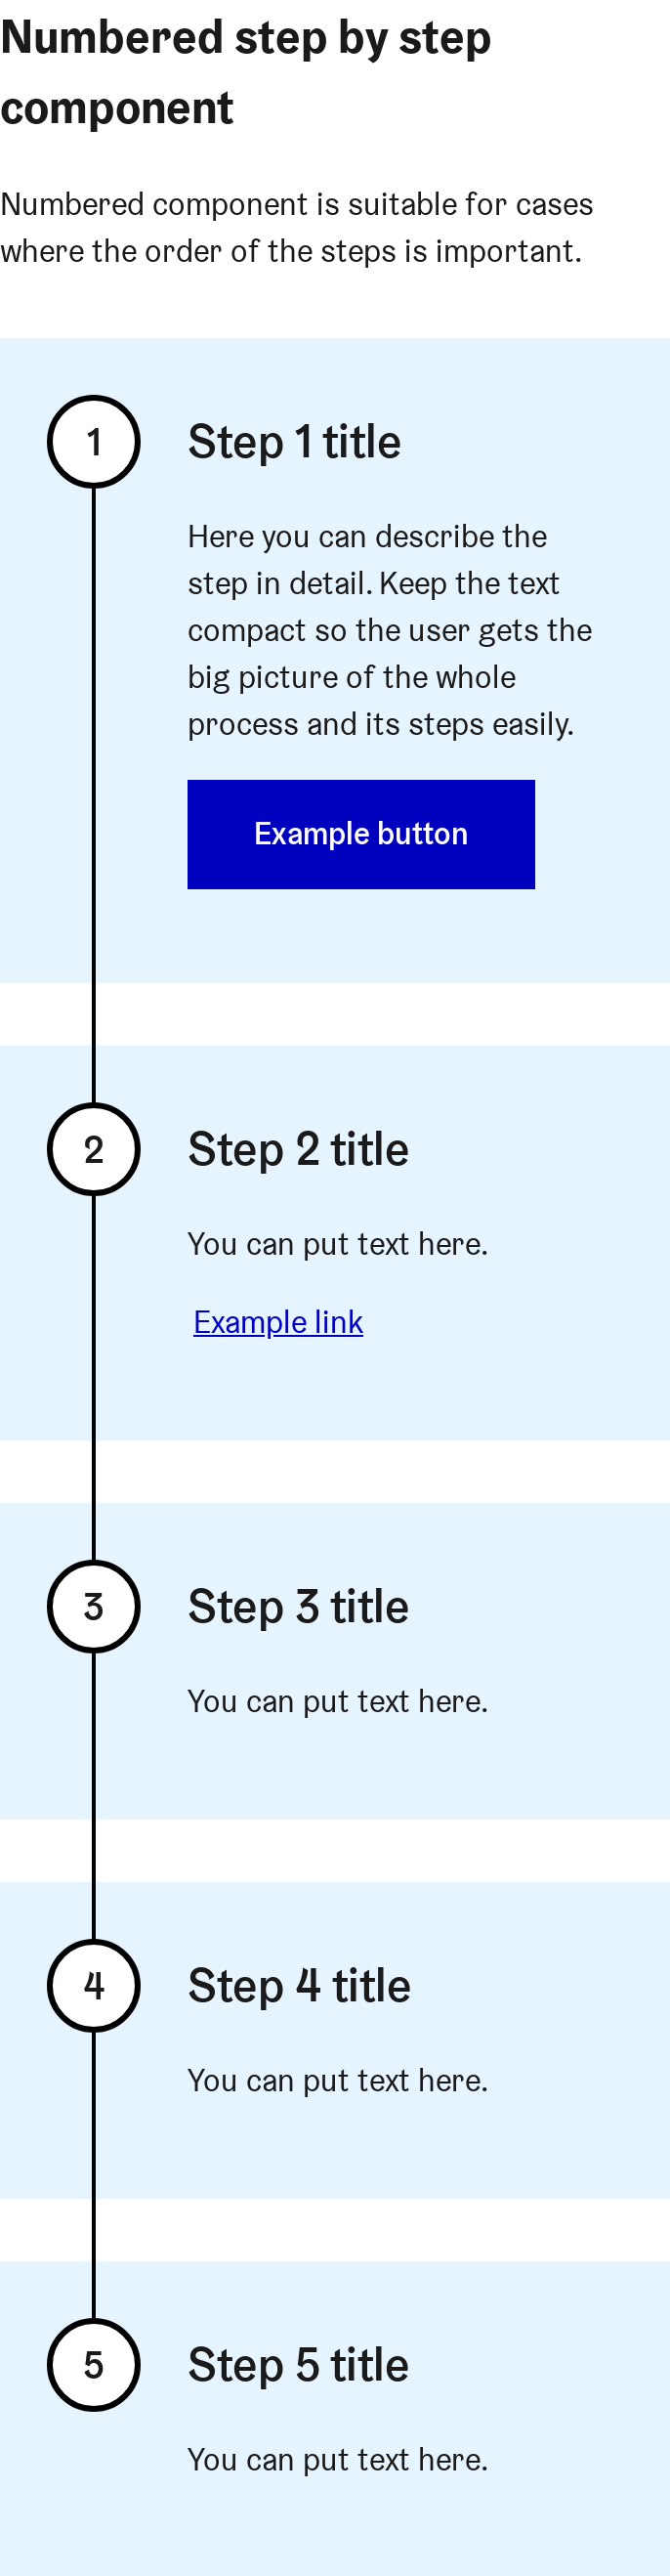 Numbered step by step
component
Numbered component is suitable for cases
where the order of the steps is important.
1
Step 1 title
Here you can describe the
step in detail. Keep the text
compact so the user gets the
big picture of the whole
process and its steps easily.
Example button
2
Step 2 title
You can put text here.
Example link
3
Step 3 title
You can put text here.
4
Step 4 title
You can put text here.
5
Step 5 title
You can put text here.